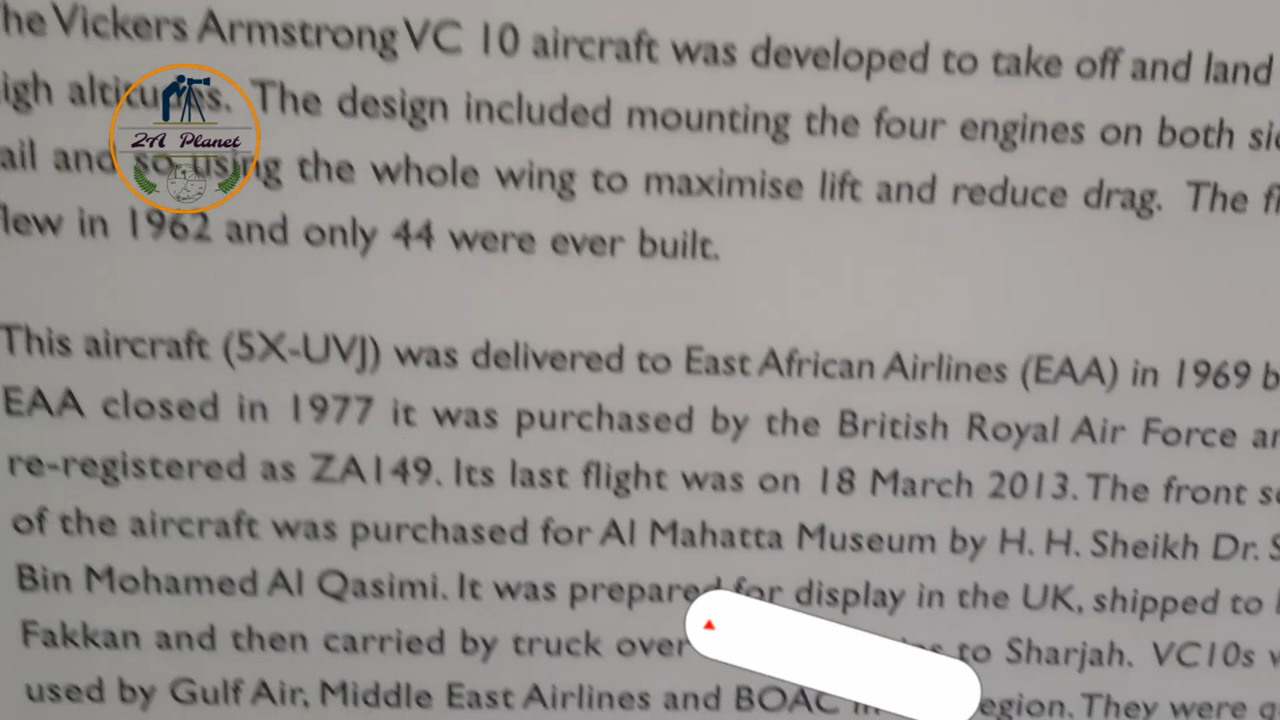 he Vickers Armstrong VC 10 aircraft was developed to take off and land
igh altitudes. The design included mounting the four engines on both
2A Planet
ail and so using the whole wing to maximise lift and reduce drag. The
lew in 1962 and only 44 were ever built.
This aircraft (5X-UVJ) was delivered to East African Airlines (EAA) in 1969
EAA closed in 1977 it was purchased by the British Royal Air Force
re-registered as ZA149. Its last flight was on 18 March 2013. The front
of the aircraft was purchased for Al Mahatta Museum by H. H. Sheikh Dr.
Bin Mohamed Al Qasimi. It was prepared for display in the UK, shipped to
Fakkan and then carried by truck over to Sharjah. VC10s
used by Gulf Air, Middle East Airlines and BOAC egion. They were